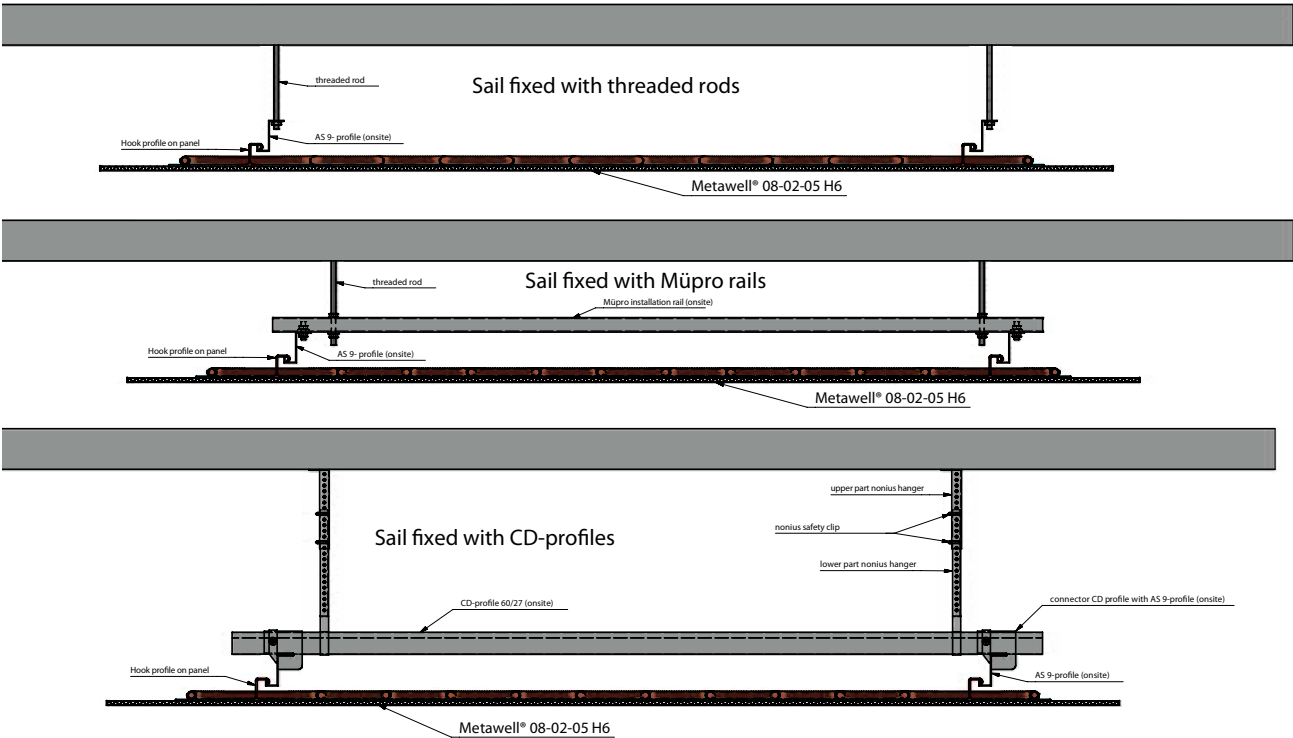 threaded rod
Sail fixed with threaded rods
Hook profile on panel
AS 9- profile (onsite)
Metawell® 08-02-05 H6
threaded rod
Sail fixed with Müpro rails
Müpro installation rail (onsite)
Hook profile on panel
AS 9- profile (onsite)
Metawell® 08-02-05 H6
upper part nonius hanger
Sail fixed with CD-profiles
nonius safety clip
lower part nonius hanger
CD-profile 60/27 (onsite)
connector CD profile with AS 9-profile (onsite)
Hook profile on panel
AS 9-profile (onsite)
Metawell® 08-02-05 H6